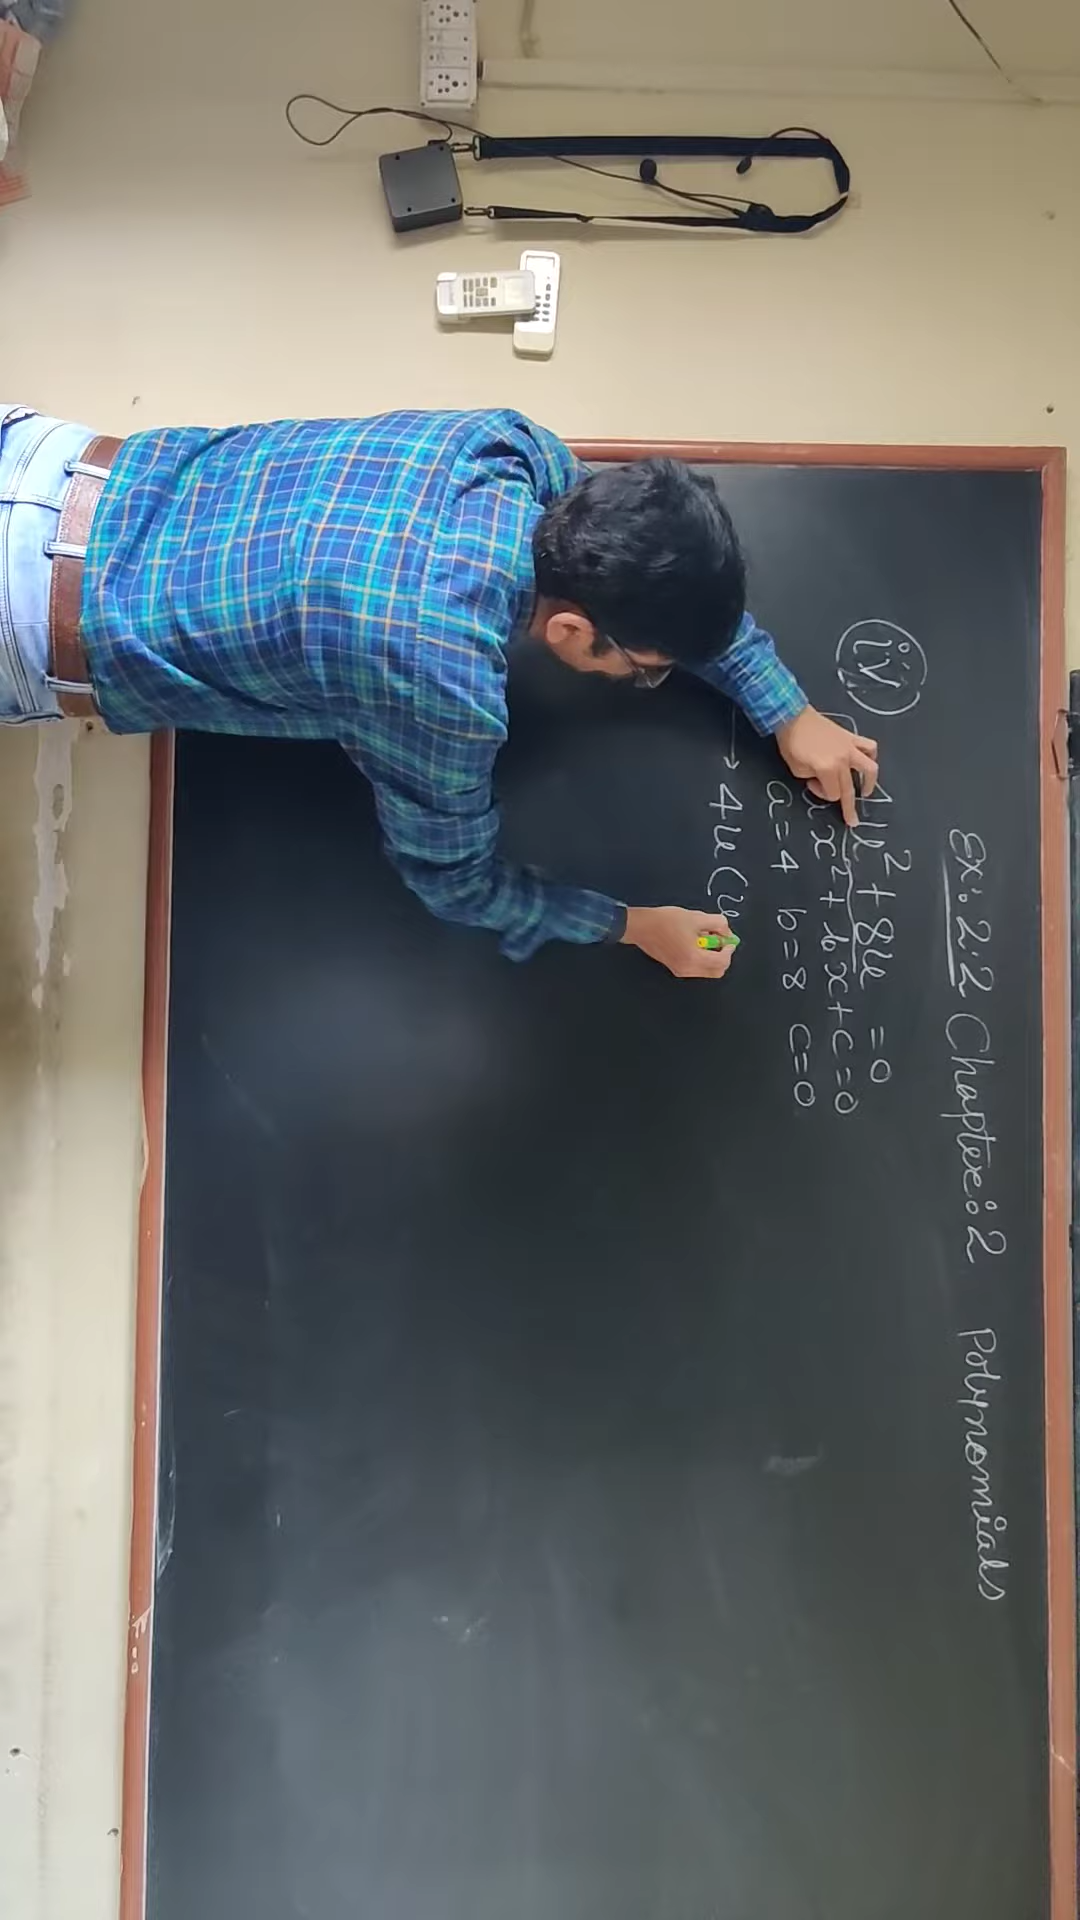 Ex:. 2.2 Chapter: 2 Polynomials
(iv) 4u² + 8u = 0
ax² + bx + c = 0
a = 4 b = 8 c = 0
→ 4u (u